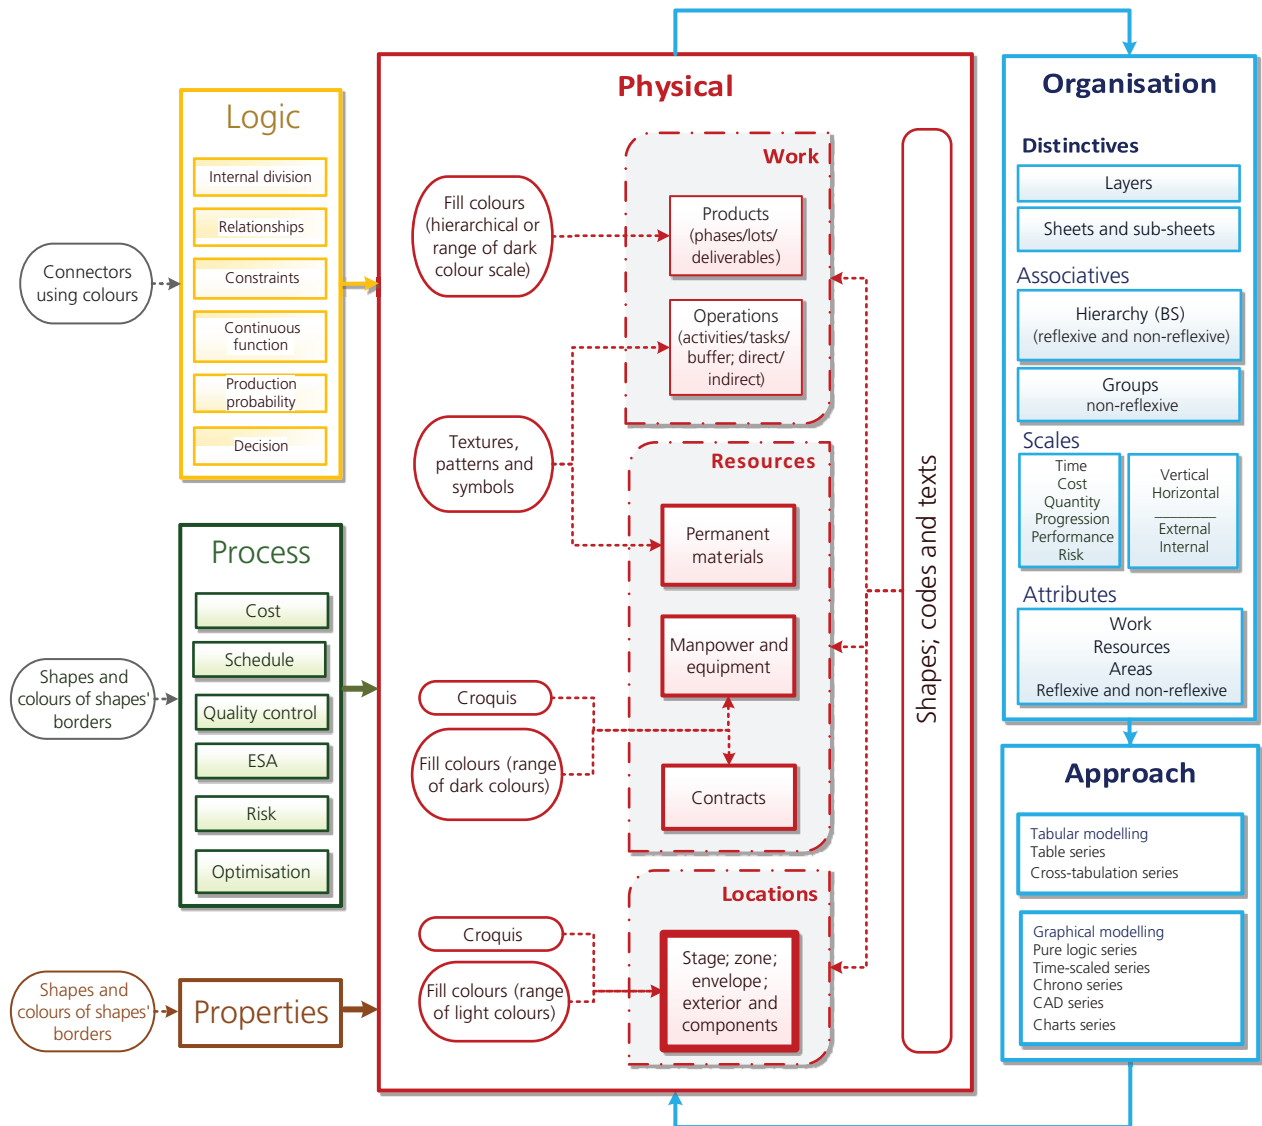 Logic
Internal division
Relationships
Constraints
Continuous
function
Production
probability
Decision
Connectors
using colours
Process
Cost
Schedule
Quality control
ESA
Risk
Optimisation
Shapes and
colours of shapes'
borders
Properties
Shapes and
colours of shapes'
borders
Physical
Fill colours
(hierarchical or
range of dark
colour scale)
Textures,
patterns and
symbols
Croquis
Fill colours (range
of dark colours)
Croquis
Fill colours (range
of light colours)
Work
Products
(phases/lots/
deliverables)
Operations
(activities/tasks/
buffer; direct/
indirect)
Resources
Permanent
materials
Manpower and
equipment
Contracts
Locations
Stage; zone;
envelope;
exterior and
components
Shapes; codes and texts
Organisation
Distinctives
Layers
Sheets and sub-sheets
Associatives
Hierarchy (BS)
(reflexive and non-reflexive)
Groups
non-reflexive
Scales
Time
Cost
Quantity
Progression
Performance
Risk
Vertical
Horizontal
External
Internal
Attributes
Work
Resources
Areas
Reflexive and non-reflexive
Approach
Tabular modelling
Table series
Cross-tabulation series
Graphical modelling
Pure logic series
Time-scaled series
Chrono series
CAD series
Charts series